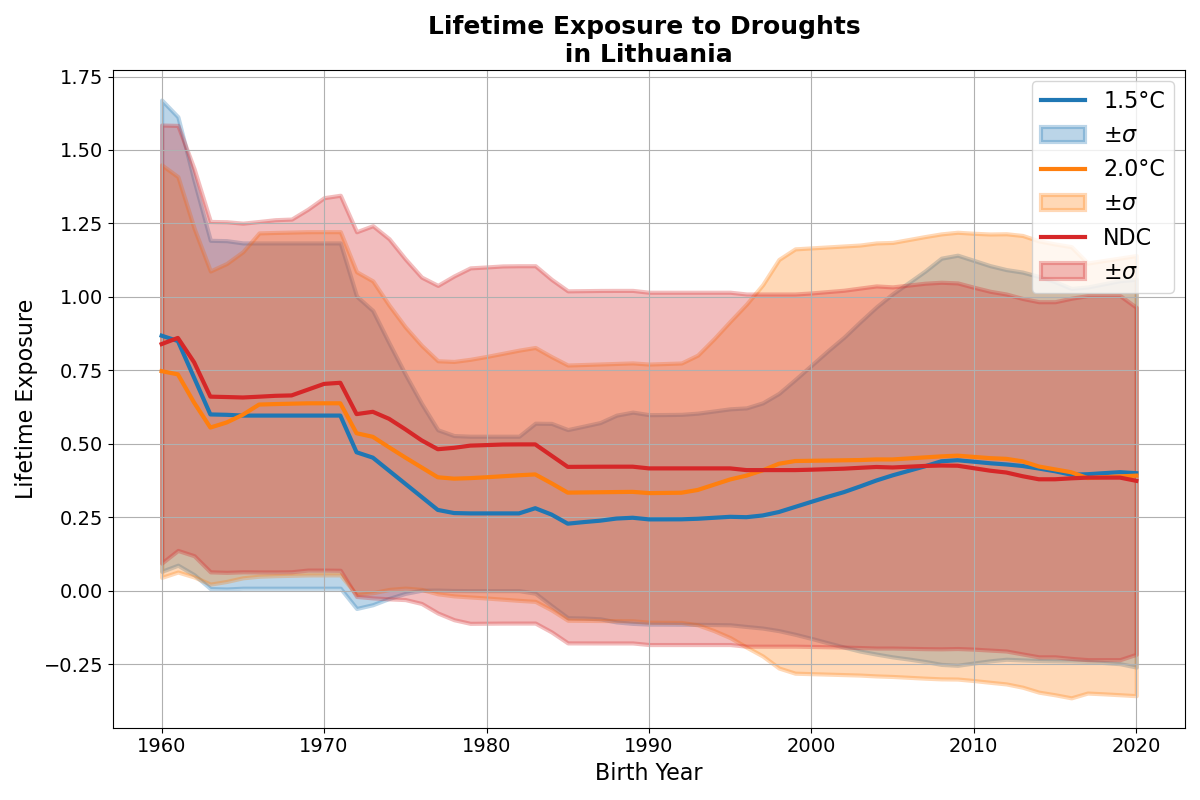 Lifetime Exposure to Droughts
in Lithuania
1.75
1.50
1.25
1.00
0.75
0.50
0.25
0.00
−0.25
Lifetime Exposure
1.5°C
±σ
2.0°C
±σ
NDC
±σ
1960
1970
1980
1990
2000
2010
2020
Birth Year